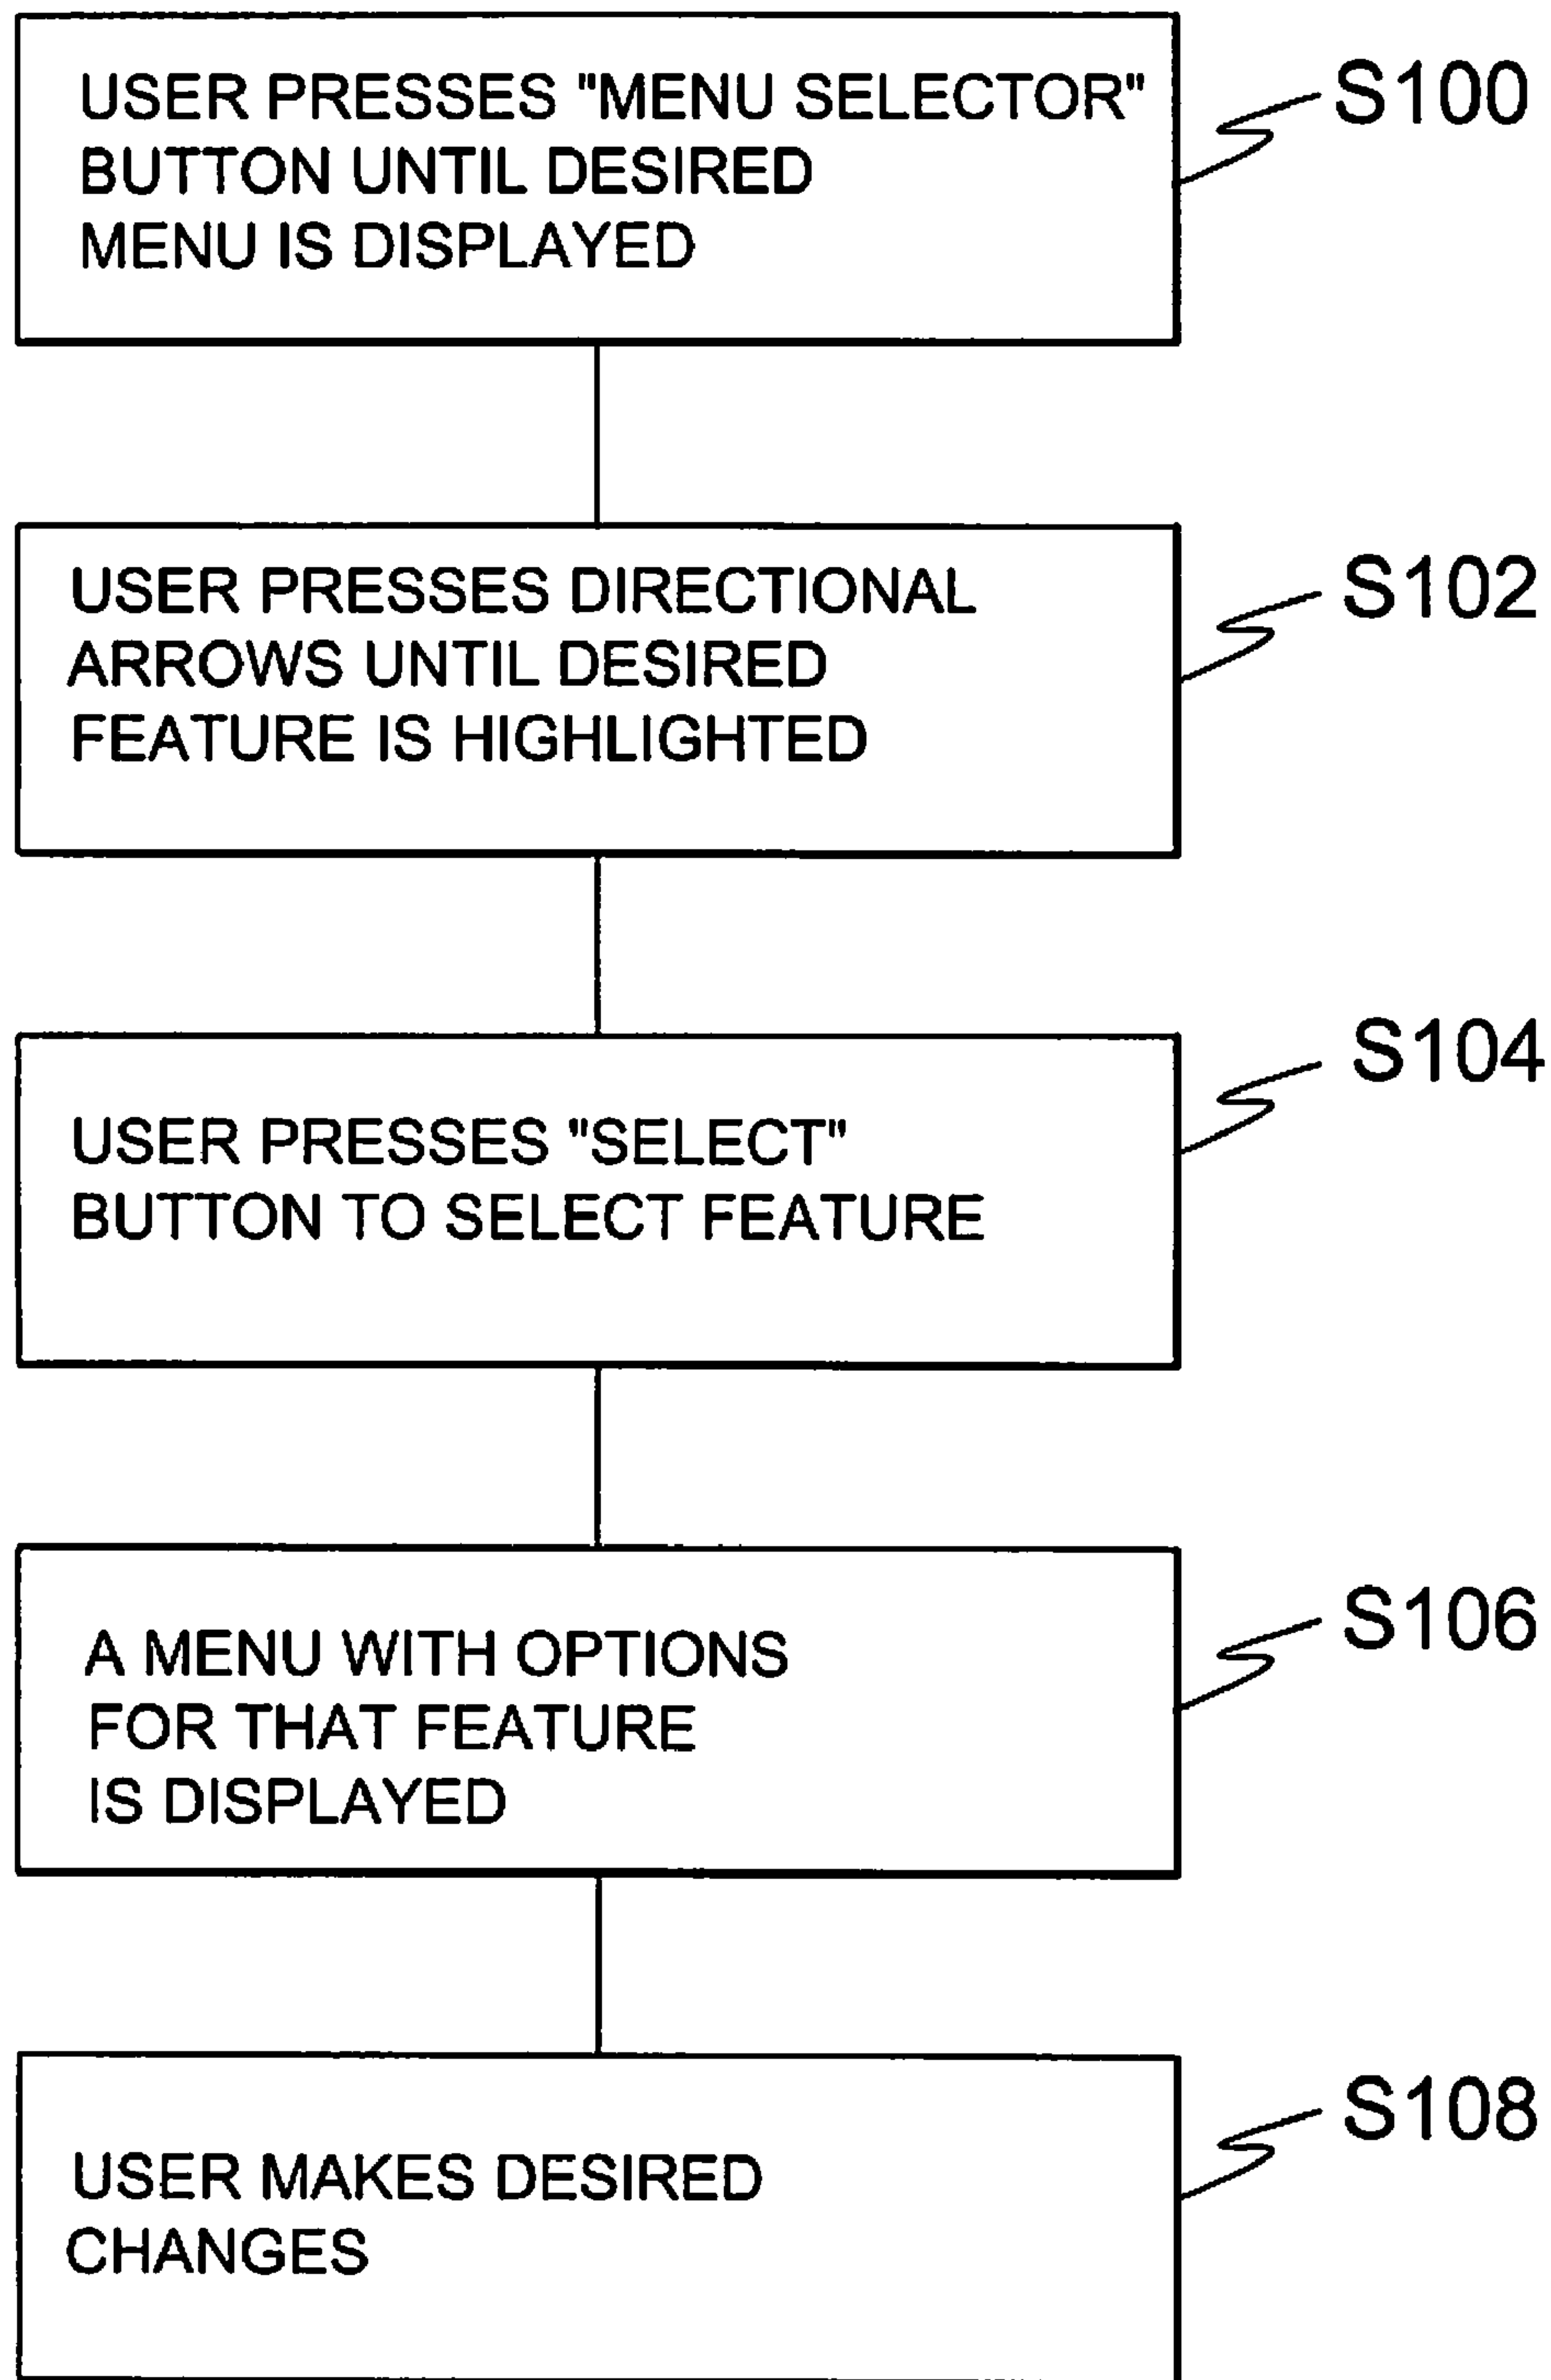 USER PRESSES "MENU SELECTOR"
BUTTON UNTIL DESIRED
MENU IS DISPLAYED
S100
USER PRESSES DIRECTIONAL
ARROWS UNTIL DESIRED
FEATURE IS HIGHLIGHTED
S102
USER PRESSES "SELECT"
BUTTON TO SELECT FEATURE
S104
A MENU WITH OPTIONS
FOR THAT FEATURE
IS DISPLAYED
S106
USER MAKES DESIRED
CHANGES
S108